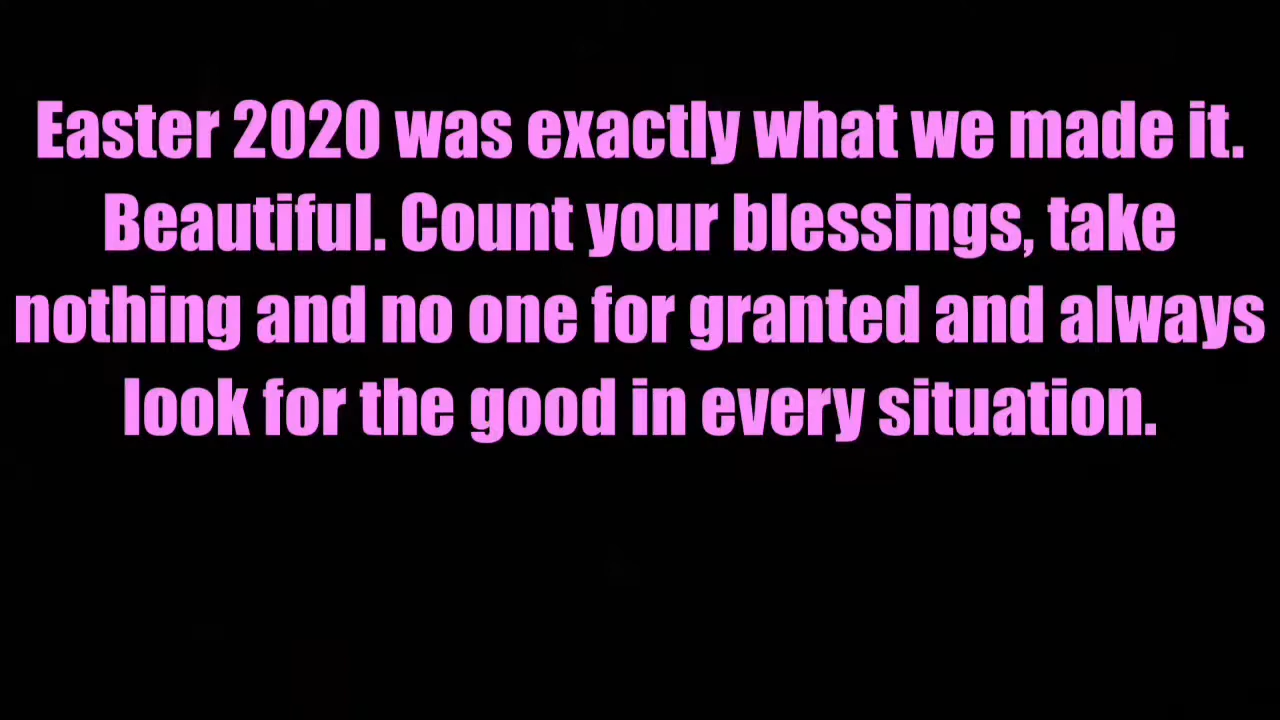 Easter 2020 was exactly what we made it.
Beautiful. Count your blessings, take
nothing and no one for granted and always
look for the good in every situation.